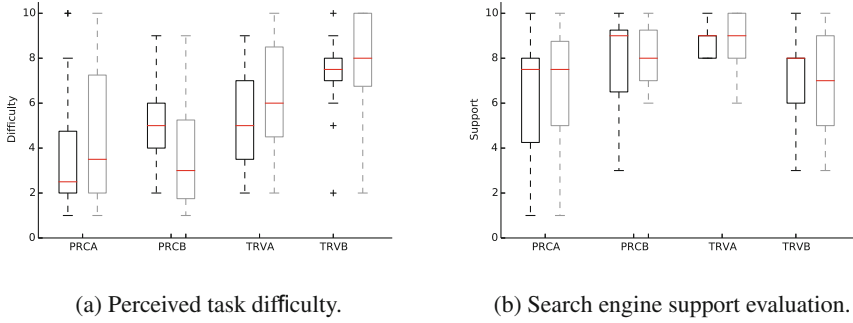 10
8
6
4
2
0
Difficulty
PRCA PRCB TRVA TRVB
10
8
6
4
2
0
Support
PRCA PRCB TRVA TRVB
(a) Perceived task difficulty.
(b) Search engine support evaluation.